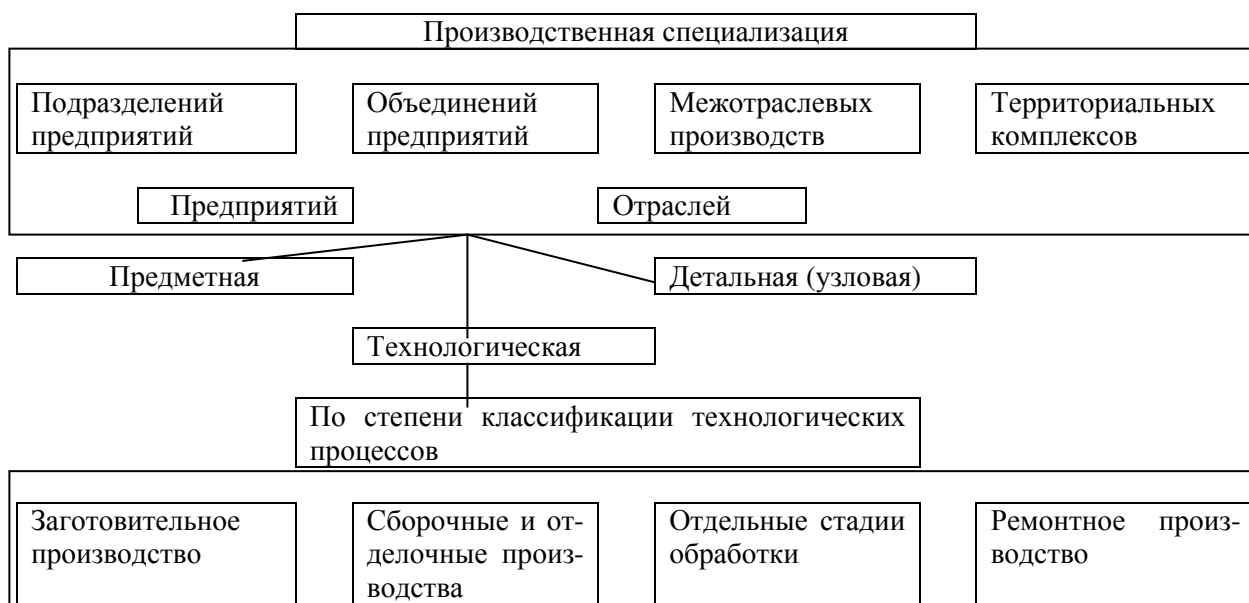 Производственная специализация
Подразделений
предприятий
Объединений
предприятий
Межотраслевых
производств
Территориальных
комплексов
Предприятий
Отраслей
Предметная
Детальная (узловая)
Технологическая
По степени классификации технологических
процессов
Заготовительное
производство
Сборочные и от-
делочные произ-
водства
Отдельные стадии
обработки
Ремонтное произ-
водство